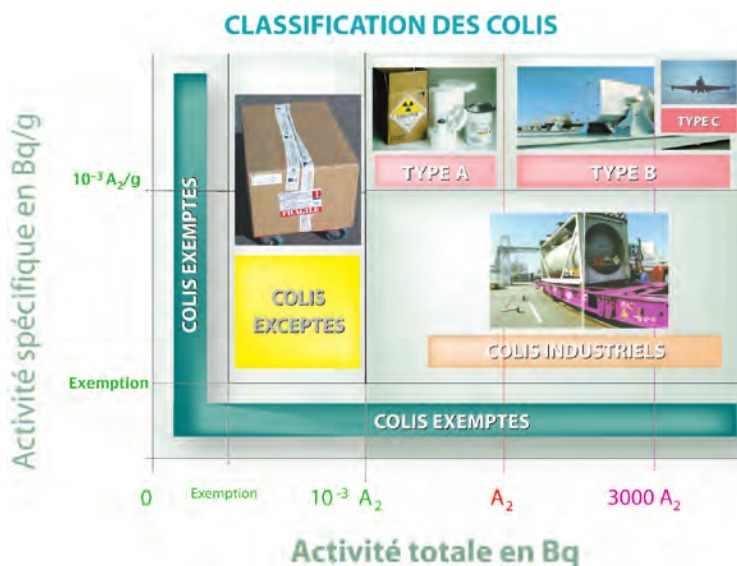 CLASSIFICATION DES COLIS
TYPE C
TYPE A
TYPE B
10⁻³ A₂/g
COLIS EXEMPTES
FRAGILE
COLIS
EXCEPTES
COLIS INDUSTRIELS
Exemption
COLIS EXEMPTES
0
Exemption
10⁻³ A₂
A₂
3000 A₂
Activité spécifique en Bq/g
Activité totale en Bq